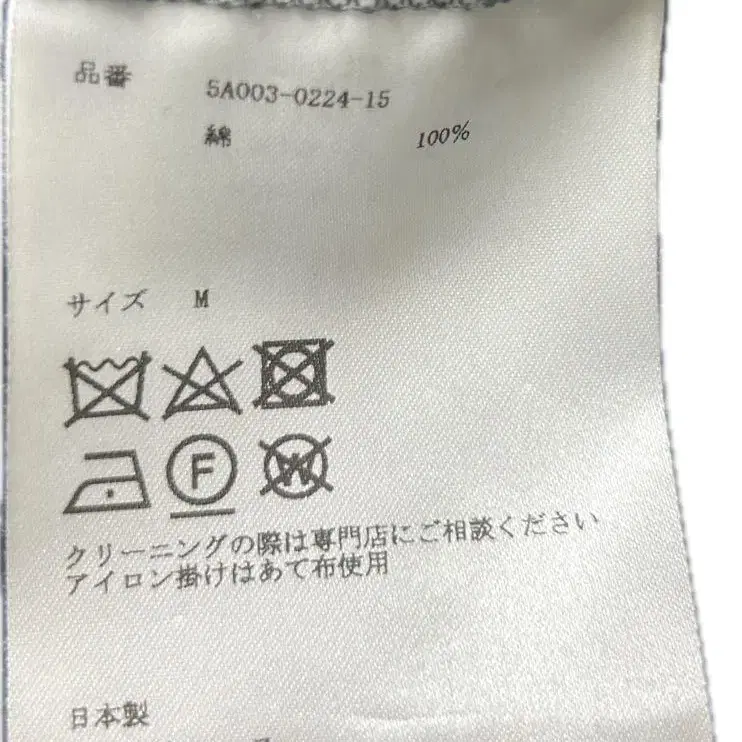 品番 5A003-0224-15
綿 100%
サイズ M
F
W
クリーニングの際は専門店にご相談ください
アイロン掛けはあて布使用
日本製